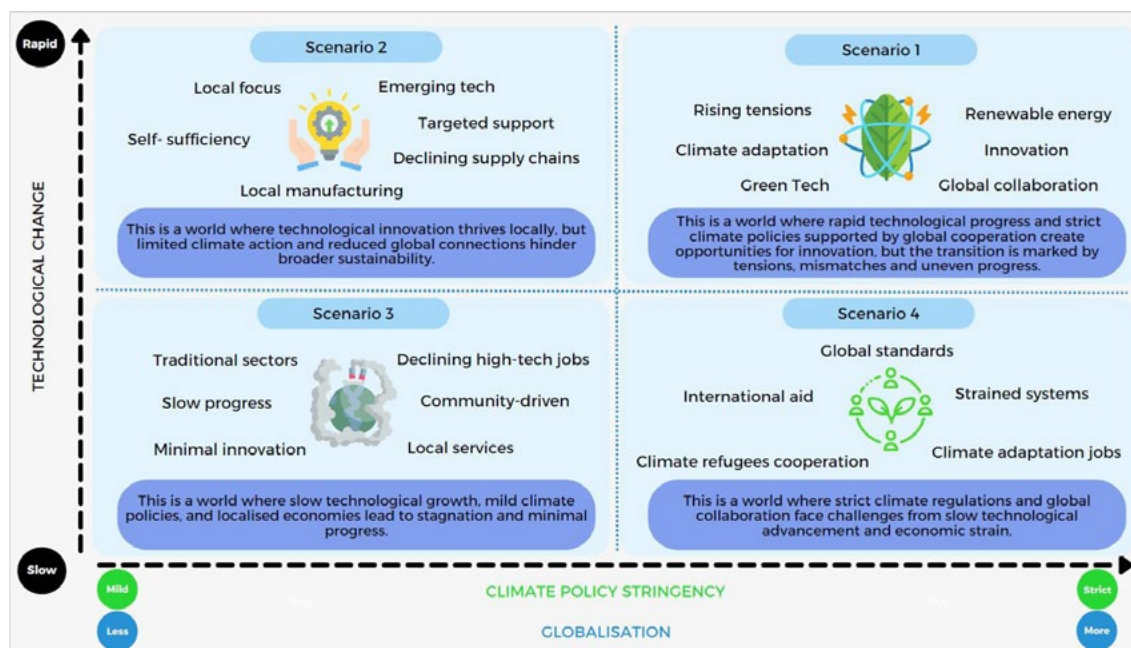 Rapid
TECHNOLOGICAL CHANGE
Slow
Scenario 2
Local focus
Emerging tech
Self- sufficiency
Targeted support
Declining supply chains
Local manufacturing
This is a world where technological innovation thrives locally, but
limited climate action and reduced global connections hinder
broader sustainability.
Scenario 1
Rising tensions
Renewable energy
Climate adaptation
Innovation
Green Tech
Global collaboration
This is a world where rapid technological progress and strict
climate policies supported by global cooperation create
opportunities for innovation, but the transition is marked by
tensions, mismatches and uneven progress.
Scenario 3
Traditional sectors
Declining high-tech jobs
Slow progress
Community-driven
Minimal innovation
Local services
This is a world where slow technological growth, mild climate
policies, and localised economies lead to stagnation and minimal
progress.
Scenario 4
Global standards
International aid
Strained systems
Climate refugees cooperation
Climate adaptation jobs
This is a world where strict climate regulations and global
collaboration face challenges from slow technological
advancement and economic strain.
Mild
CLIMATE POLICY STRINGENCY
Strict
Less
GLOBALISATION
More